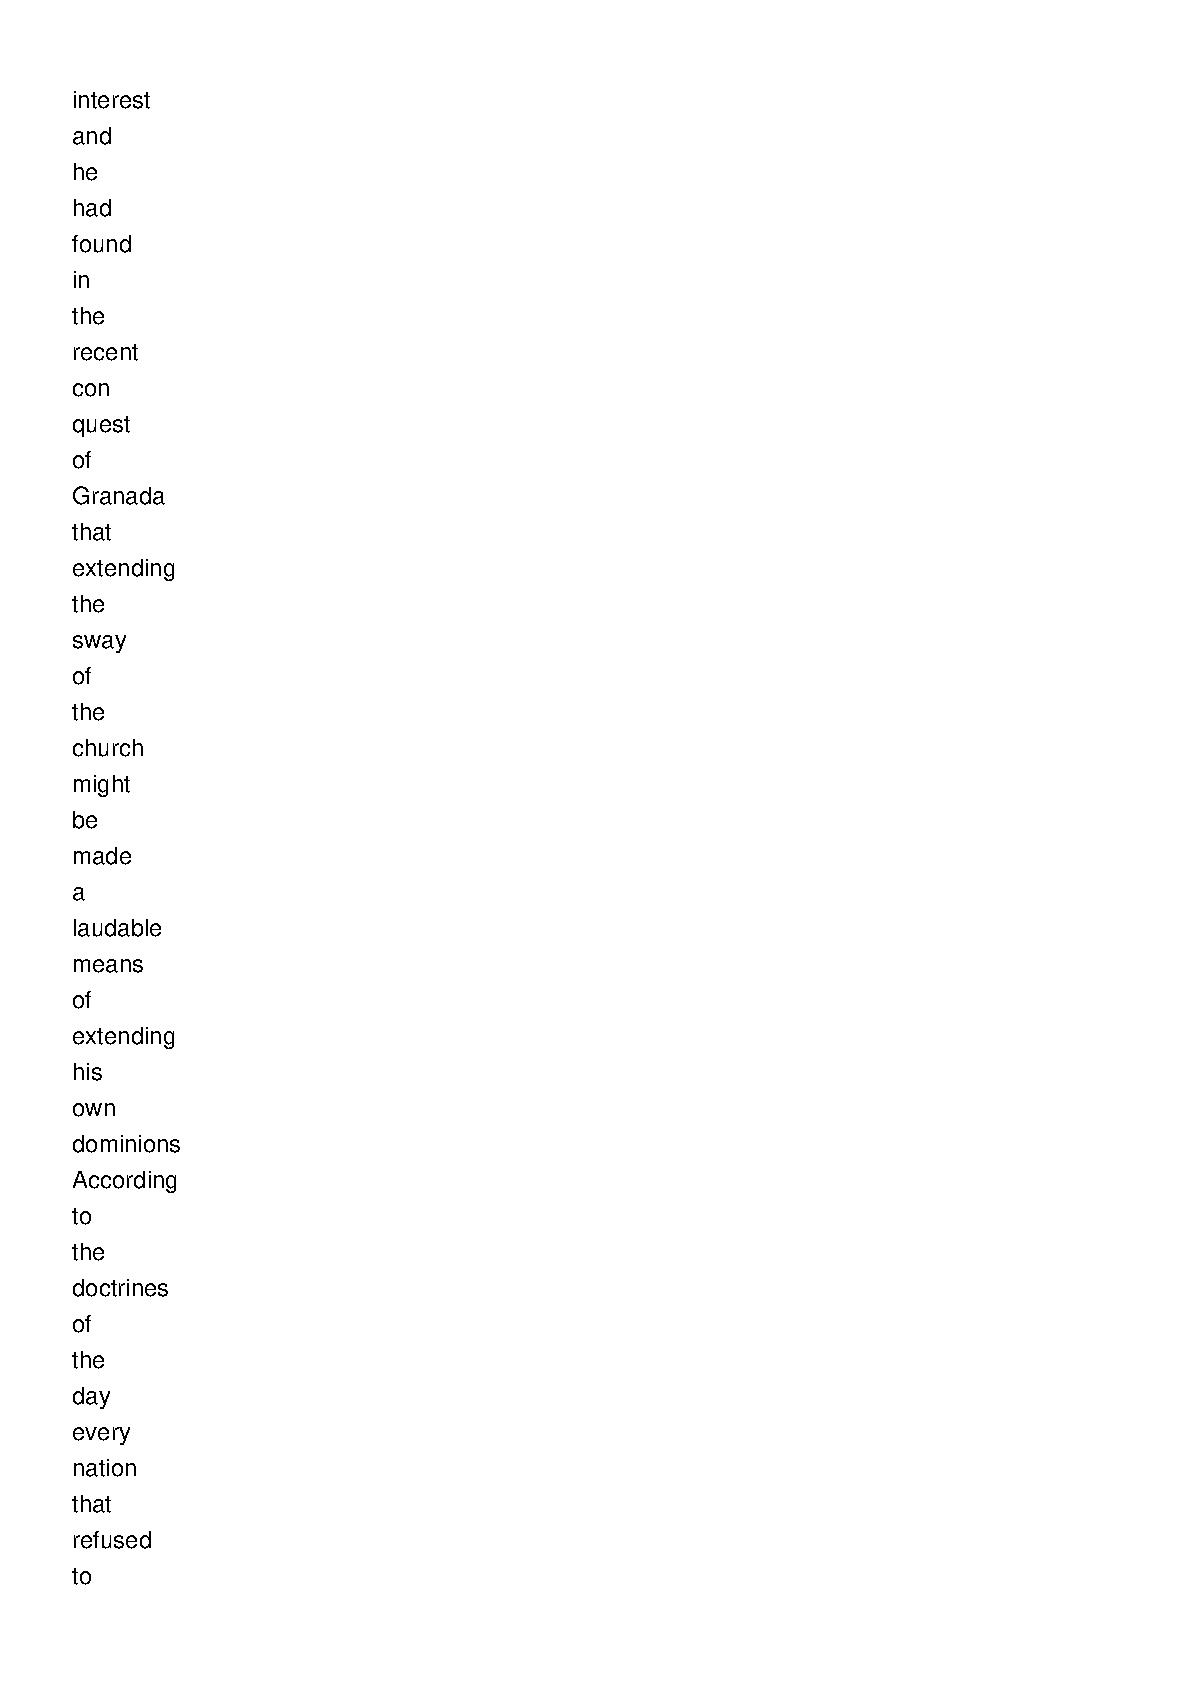 interest
and
he
had
found
in
the
recent
con
quest
of
Granada
that
extending
the
sway
of
the
church
might
be
made
a
laudable
means
of
extending
his
own
dominions
According
to
the
doctrines
of
the
day
every
nation
that
refused
to